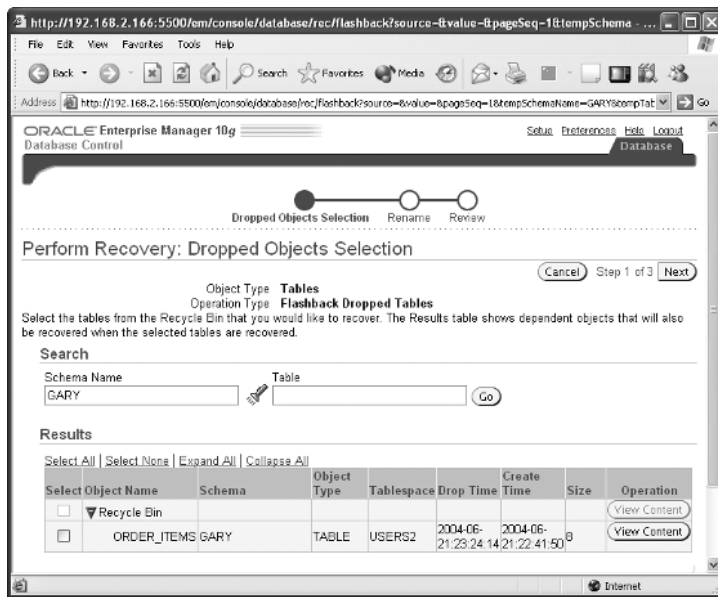 http://192.168.2.166:5500/em/console/database/rec/flashback?source=&value=&pageSeq=1&tempSchema - ...
File Edit View Favorites Tools Help
Back Search Favorites Media
Address http://192.168.2.166:5500/em/console/database/rec/flashback?source=&value=&pageSeq=1&tempSchemaName=GARY&tempTat Go
ORACLE Enterprise Manager 10g
Database Control
Setup Preferences Help Logout
Database
Dropped Objects Selection Rename Review
Perform Recovery: Dropped Objects Selection
Cancel Step 1 of 3 Next
Object Type Tables
Operation Type Flashback Dropped Tables
Select the tables from the Recycle Bin that you would like to recover. The Results table shows dependent objects that will also
be recovered when the selected tables are recovered.
Search
Schema Name Table
GARY Go
Results
Select All | Select None | Expand All | Collapse All
Select Object Name Schema Object Type Tablespace Drop Time Create Time Size Operation
Recycle Bin View Content
ORDER_ITEMS GARY TABLE USERS2 2004-06-21:23:24:14 2004-06-21:22:41:50 8 View Content
Internet